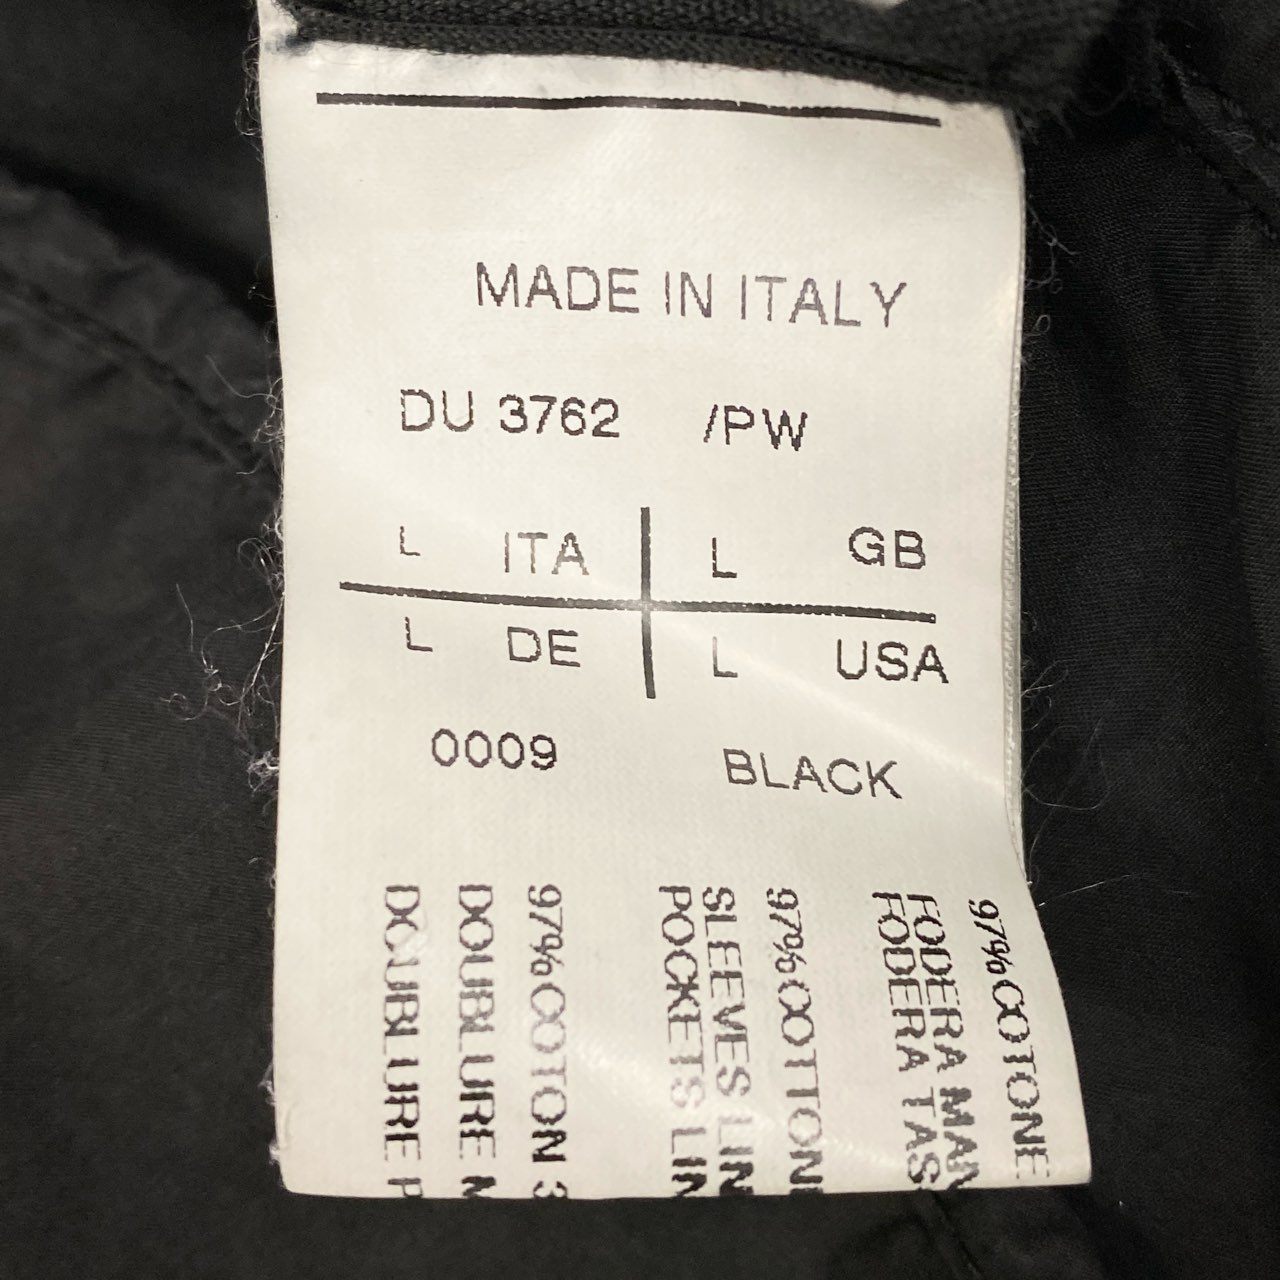 MADE IN ITALY
DU 3762 /PW
L ITA L GB
L DE L USA
0009 BLACK
97%COTONE
FODERA MAN
FODERA TAS
97%COTTON
SLEEVES LIN
POCKETS LIN
97%COTON 3
DOUBLURE M
DOUBLURE P